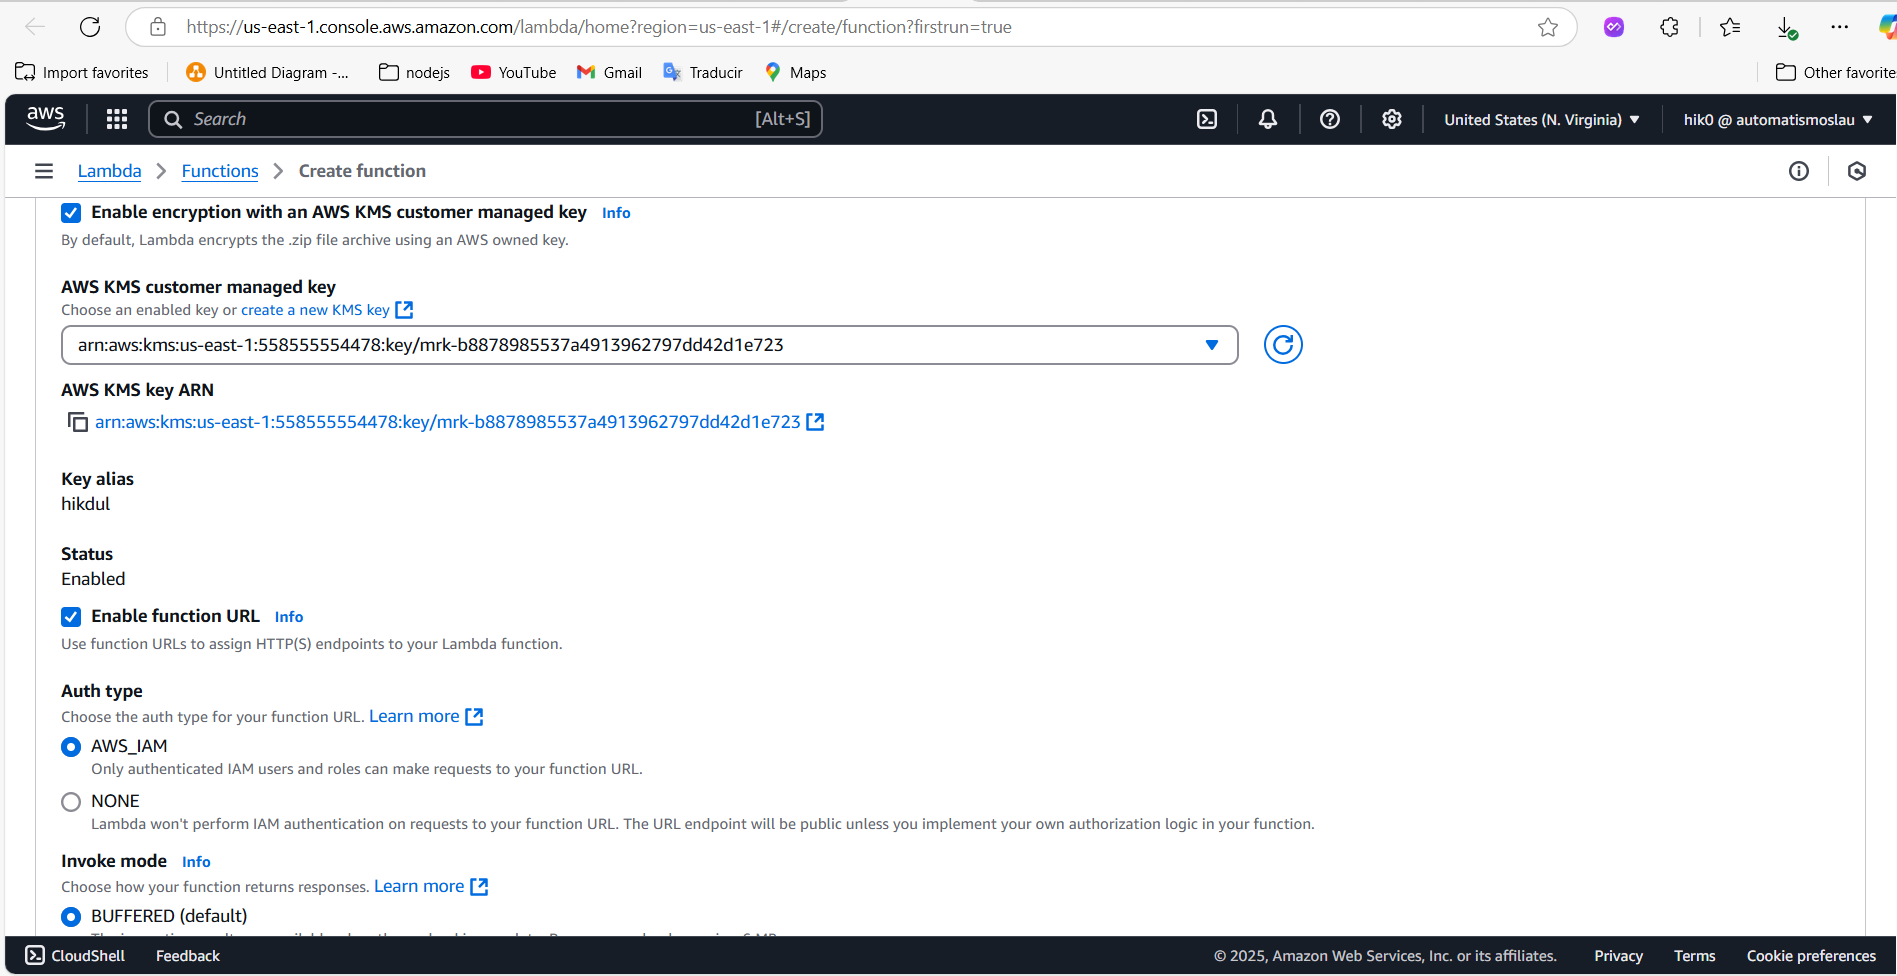 https://us-east-1.console.aws.amazon.com/lambda/home?region=us-east-1#/create/function?firstrun=true
Import favorites
Untitled Diagram -...
nodejs
YouTube
Gmail
Traducir
Maps
Other favorite
aws
Search
[Alt+S]
United States (N. Virginia)
hik0 @ automatismoslau
Lambda
Functions
Create function
Enable encryption with an AWS KMS customer managed key Info
By default, Lambda encrypts the .zip file archive using an AWS owned key.
AWS KMS customer managed key
Choose an enabled key or create a new KMS key
arn:aws:kms:us-east-1:558555554478:key/mrk-b8878985537a4913962797dd42d1e723
AWS KMS key ARN
arn:aws:kms:us-east-1:558555554478:key/mrk-b8878985537a4913962797dd42d1e723
Key alias
hikdul
Status
Enabled
Enable function URL Info
Use function URLs to assign HTTP(S) endpoints to your Lambda function.
Auth type
Choose the auth type for your function URL. Learn more
AWS_IAM
Only authenticated IAM users and roles can make requests to your function URL.
NONE
Lambda won't perform IAM authentication on requests to your function URL. The URL endpoint will be public unless you implement your own authorization logic in your function.
Invoke mode Info
Choose how your function returns responses. Learn more
BUFFERED (default)
CloudShell
Feedback
© 2025, Amazon Web Services, Inc. or its affiliates.
Privacy
Terms
Cookie preferences